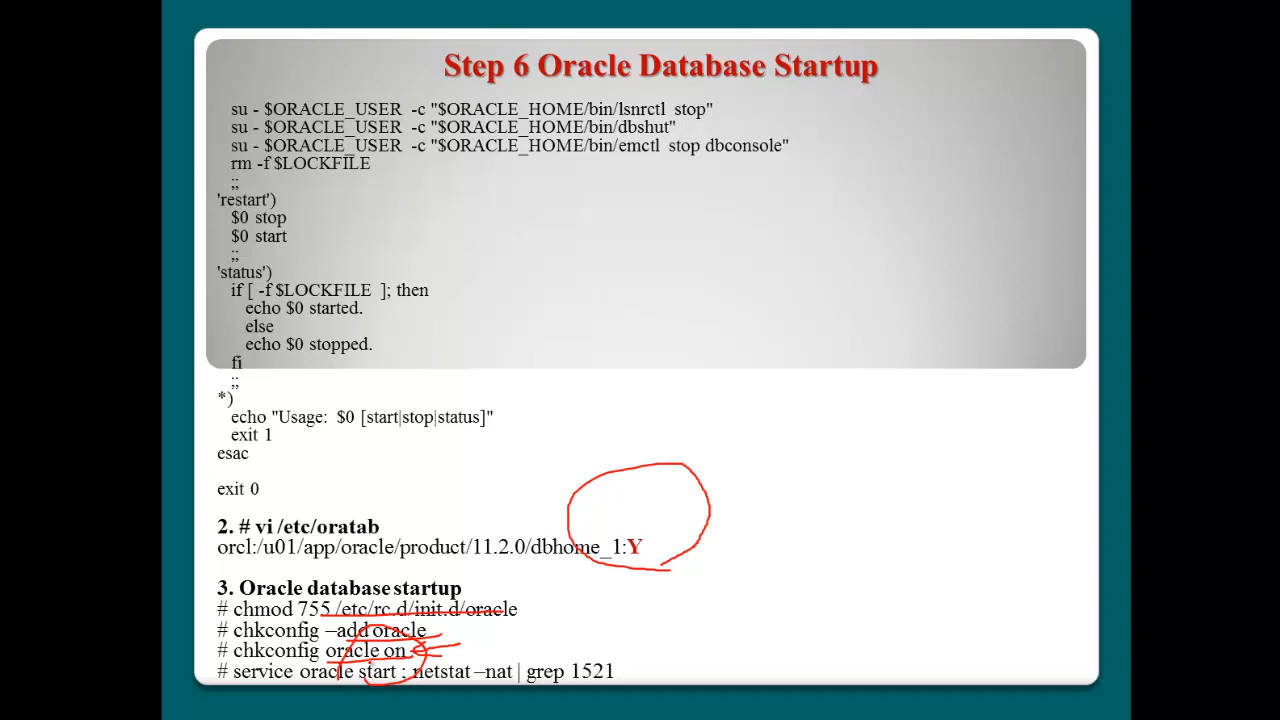 Step 6 Oracle Database Startup
su - $ORACLE_USER -c "$ORACLE_HOME/bin/lsnrctl stop"
su - $ORACLE_USER -c "$ORACLE_HOME/bin/dbshut"
su - $ORACLE_USER -c "$ORACLE_HOME/bin/emctl stop dbconsole"
rm -f $LOCKFILE
;;
'restart')
$0 stop
$0 start
;;
'status')
if [ -f $LOCKFILE ]; then
echo $0 started.
else
echo $0 stopped.
fi
;;
*)
echo "Usage: $0 [start|stop|status]"
exit 1
esac
exit 0
2. # vi /etc/oratab
orcl:/u01/app/oracle/product/11.2.0/dbhome_1:Y
3. Oracle database startup
# chmod 755 /etc/rc.d/init.d/oracle
# chkconfig –add oracle
# chkconfig oracle on
# service oracle start : netstat –nat | grep 1521